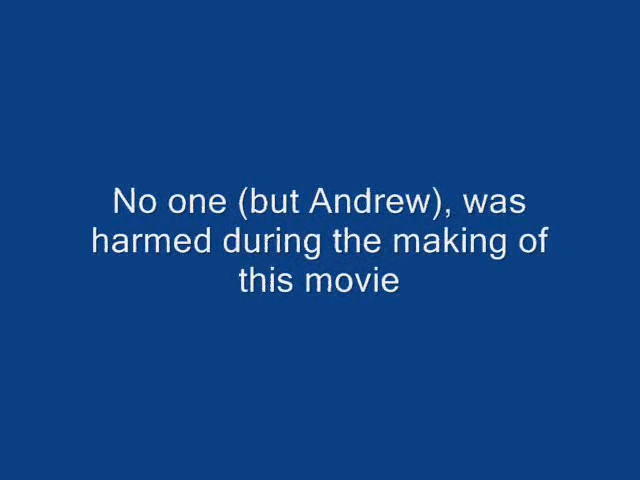 No one (but Andrew), was
harmed during the making of
this movie